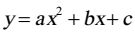 y = ax² + bx + c